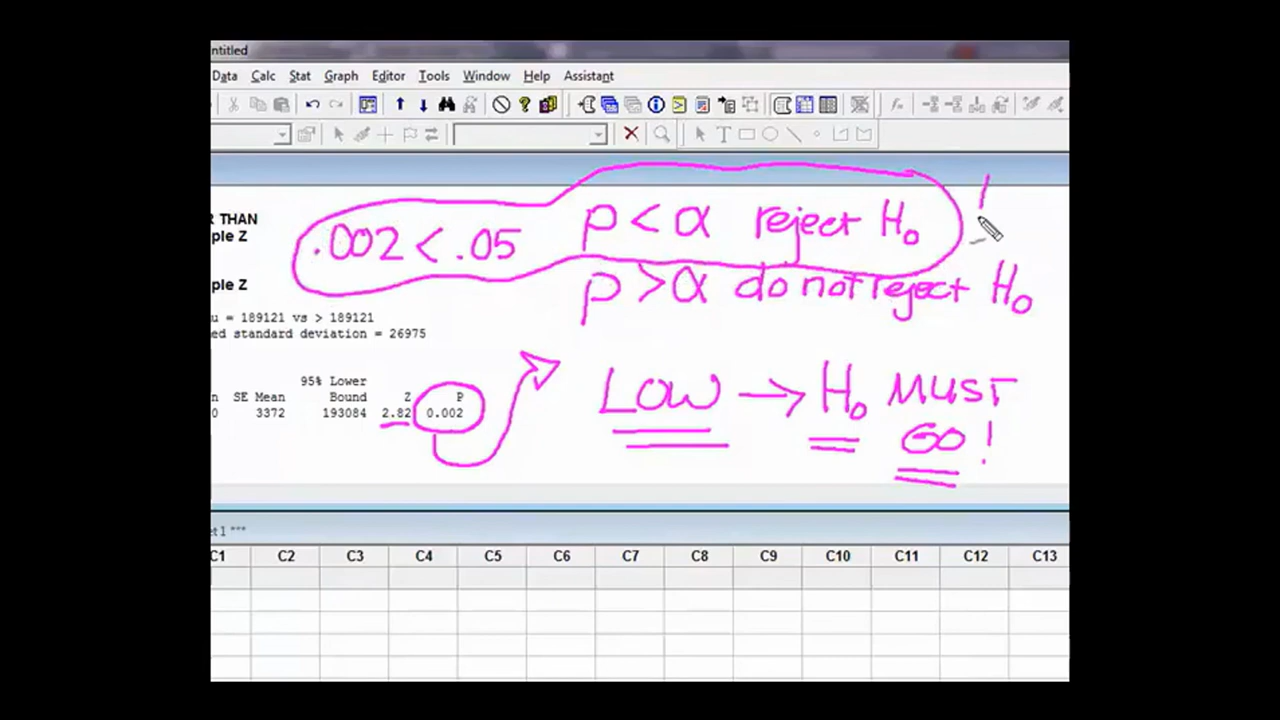 ntitled
Data Calc Stat Graph Editor Tools Window Help Assistant
R THAN
ple Z
.002 < .05
p < α reject H₀
p > α do not reject H₀
ple Z
u = 189121 vs > 189121
ed standard deviation = 26975
95% Lower
n SE Mean Bound Z P
0 3372 193084 2.82 0.002
LOW → H₀ MUST
GO!
et1 ***
C1 C2 C3 C4 C5 C6 C7 C8 C9 C10 C11 C12 C13